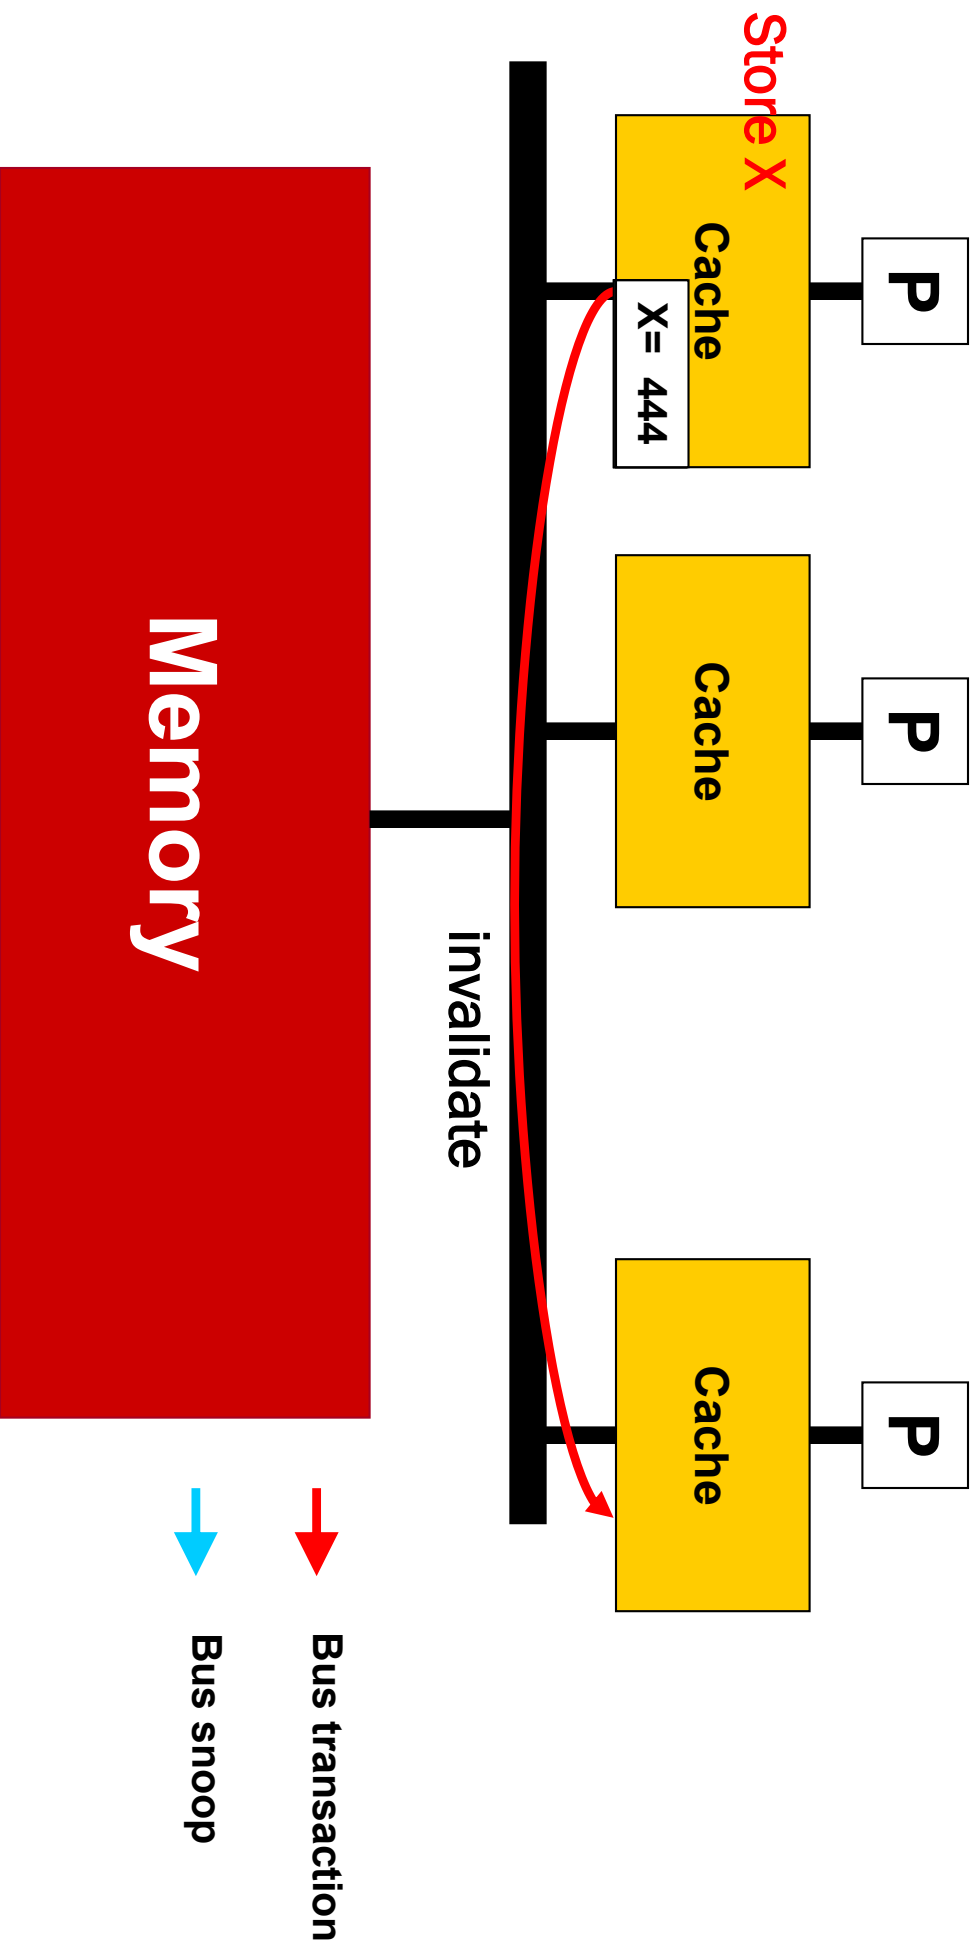 P
P
P
Store X
Cache
Cache
Cache
X= 444
invalidate
Memory
Bus transaction
Bus snoop